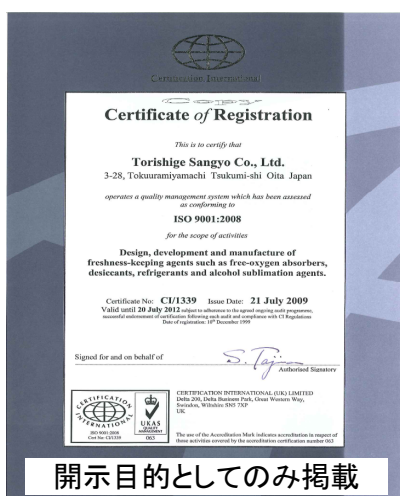 Certification International
COPY
Certificate of Registration
This is to certify that
Torishige Sangyo Co., Ltd.
3-28, Tokuuramiyamachi Tsukumi-shi Oita Japan
operates a quality management system which has been assessed
as conforming to
ISO 9001:2008
for the scope of activities
Design, development and manufacture of
freshness-keeping agents such as free-oxygen absorbers,
desiccants, refrigerants and alcohol sublimation agents.
Certificate No: CI/1339 Issue Date: 21 July 2009
Valid until 20 July 2012 subject to adherence to the agreed ongoing audit programme,
successful endorsement of certification following each audit and compliance with CI Regulations
Date of registration: 10th December 1999
Signed for and on behalf of
Authorised Signatory
CERTIFICATION
INTERNATIONAL
ISO 9001:2008
Cert No: CI/1339
UKAS
QUALITY
MANAGEMENT
063
CERTIFICATION INTERNATIONAL (UK) LIMITED
Delta 200, Delta Business Park, Great Western Way,
Swindon, Wiltshire SN5 7XP
UK
The use of the Accreditation Mark indicates accreditation in respect of
those activities covered by the accreditation certification number 063
開示目的としてのみ掲載